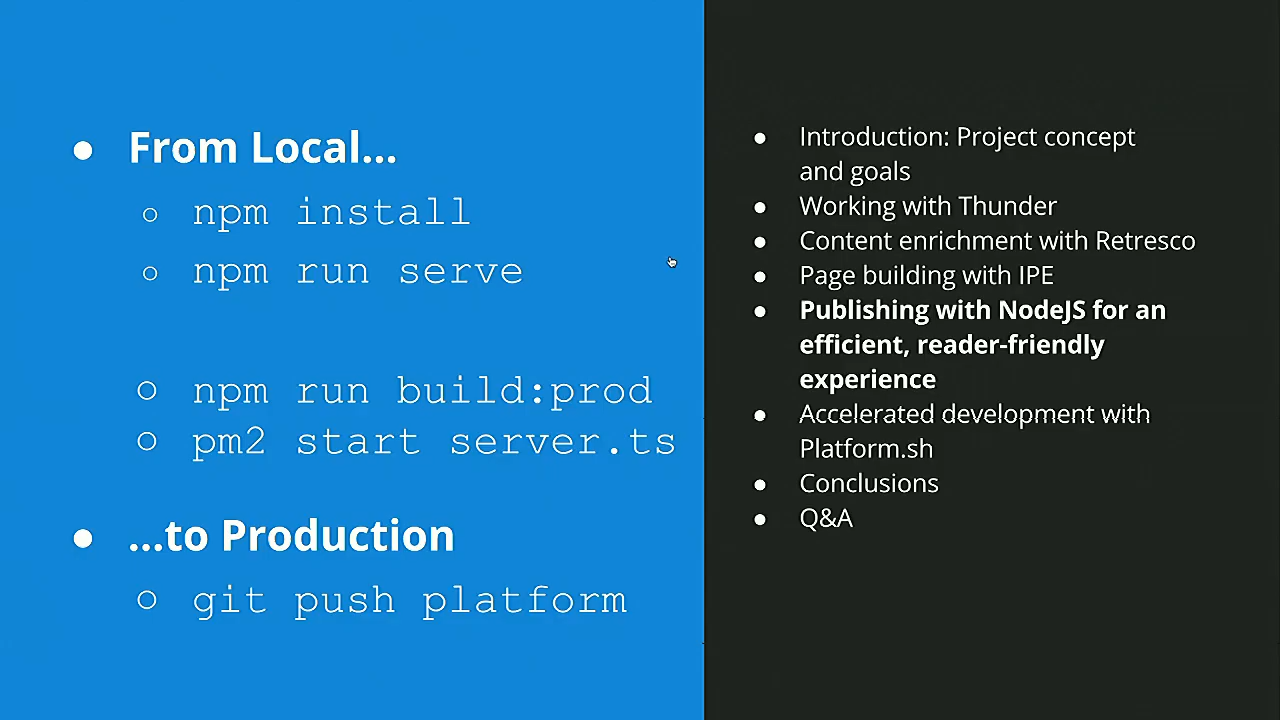 From Local...
npm install
npm run serve
npm run build:prod
pm2 start server.ts
...to Production
git push platform
Introduction: Project concept
and goals
Working with Thunder
Content enrichment with Retresco
Page building with IPE
Publishing with NodeJS for an
efficient, reader-friendly
experience
Accelerated development with
Platform.sh
Conclusions
Q&A